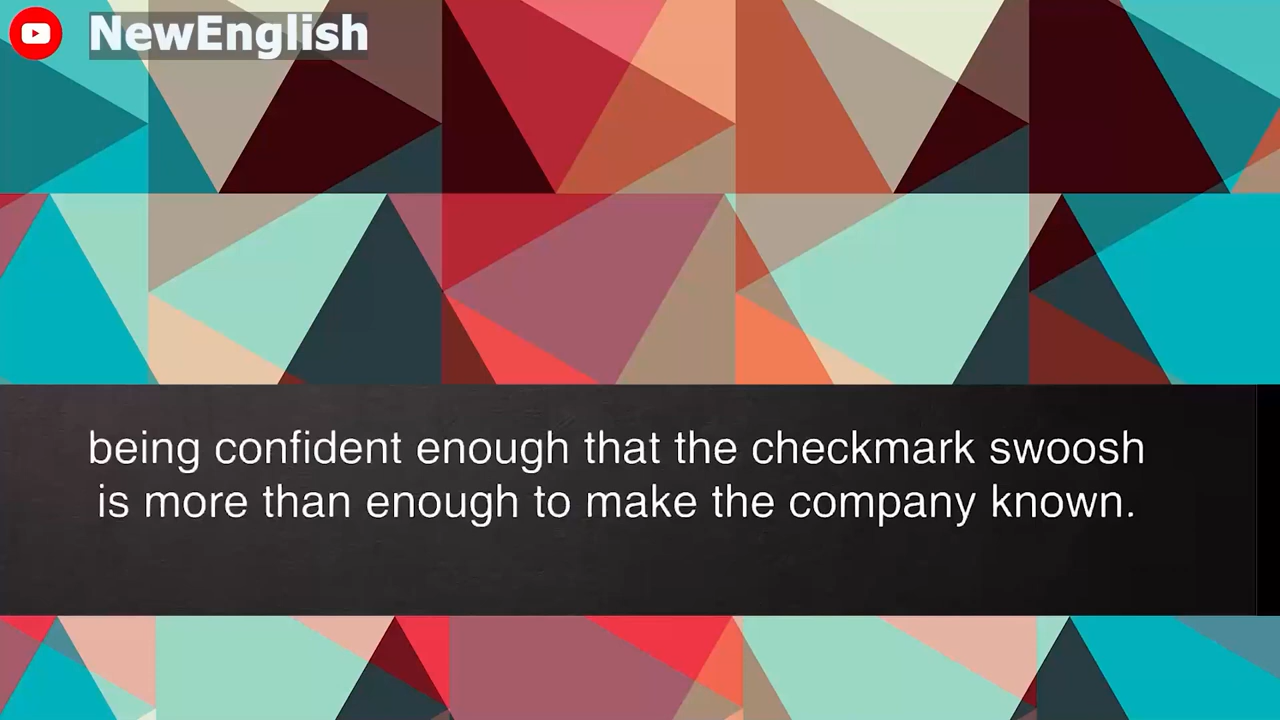 NewEnglish
being confident enough that the checkmark swoosh
is more than enough to make the company known.